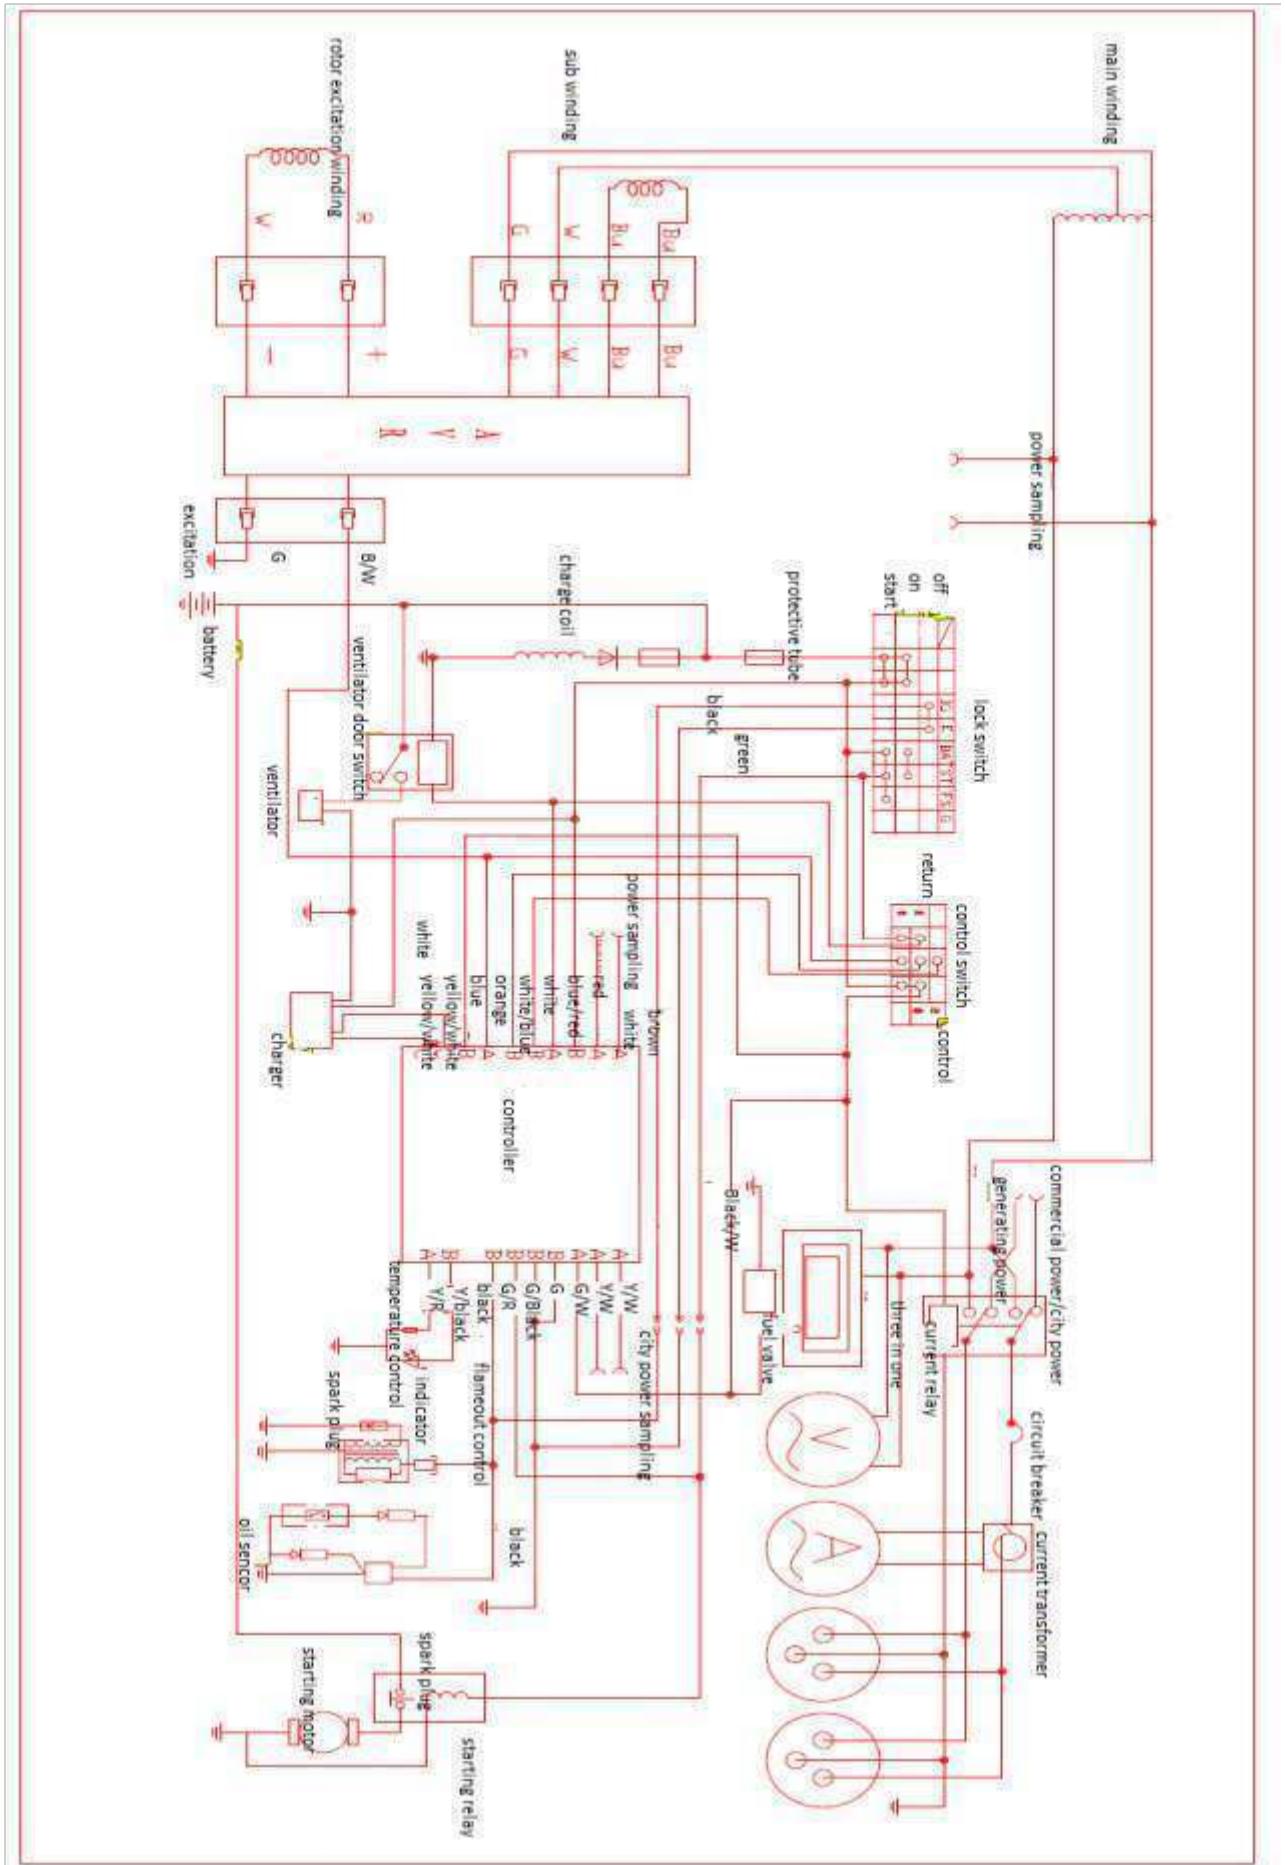 main winding
sub winding
rotor excitation winding
Bu
Bu
W
G
R
W
Bu
Bu
W
G
+
—
A V R
power sampling
B/W
G
excitation
battery
off
on
start
lock switch
E
BAT
ST
FS
G
protective tube
charge coil
ventilator door switch
ventilator
black
green
return
control switch
control
power sampling
white
red
blue/red
white
white/blue
orange
blue
yellow/white
yellow/white
white
brown
A
A
B
A
B
B
A
B
charger
controller
commercial power/city power
generating power
Black/W
three in one
current relay
fuel valve
A
A
A
B
B
B
B
B
A
Y/W
Y/W
G/W
G
G/Black
G/R
black
Y/black
Y/R
city power sampling
temperature control
indicator
flameout control
spark plug
V
circuit breaker
A
current transformer
black
oil sencor
spark plug
starting motor
starting relay